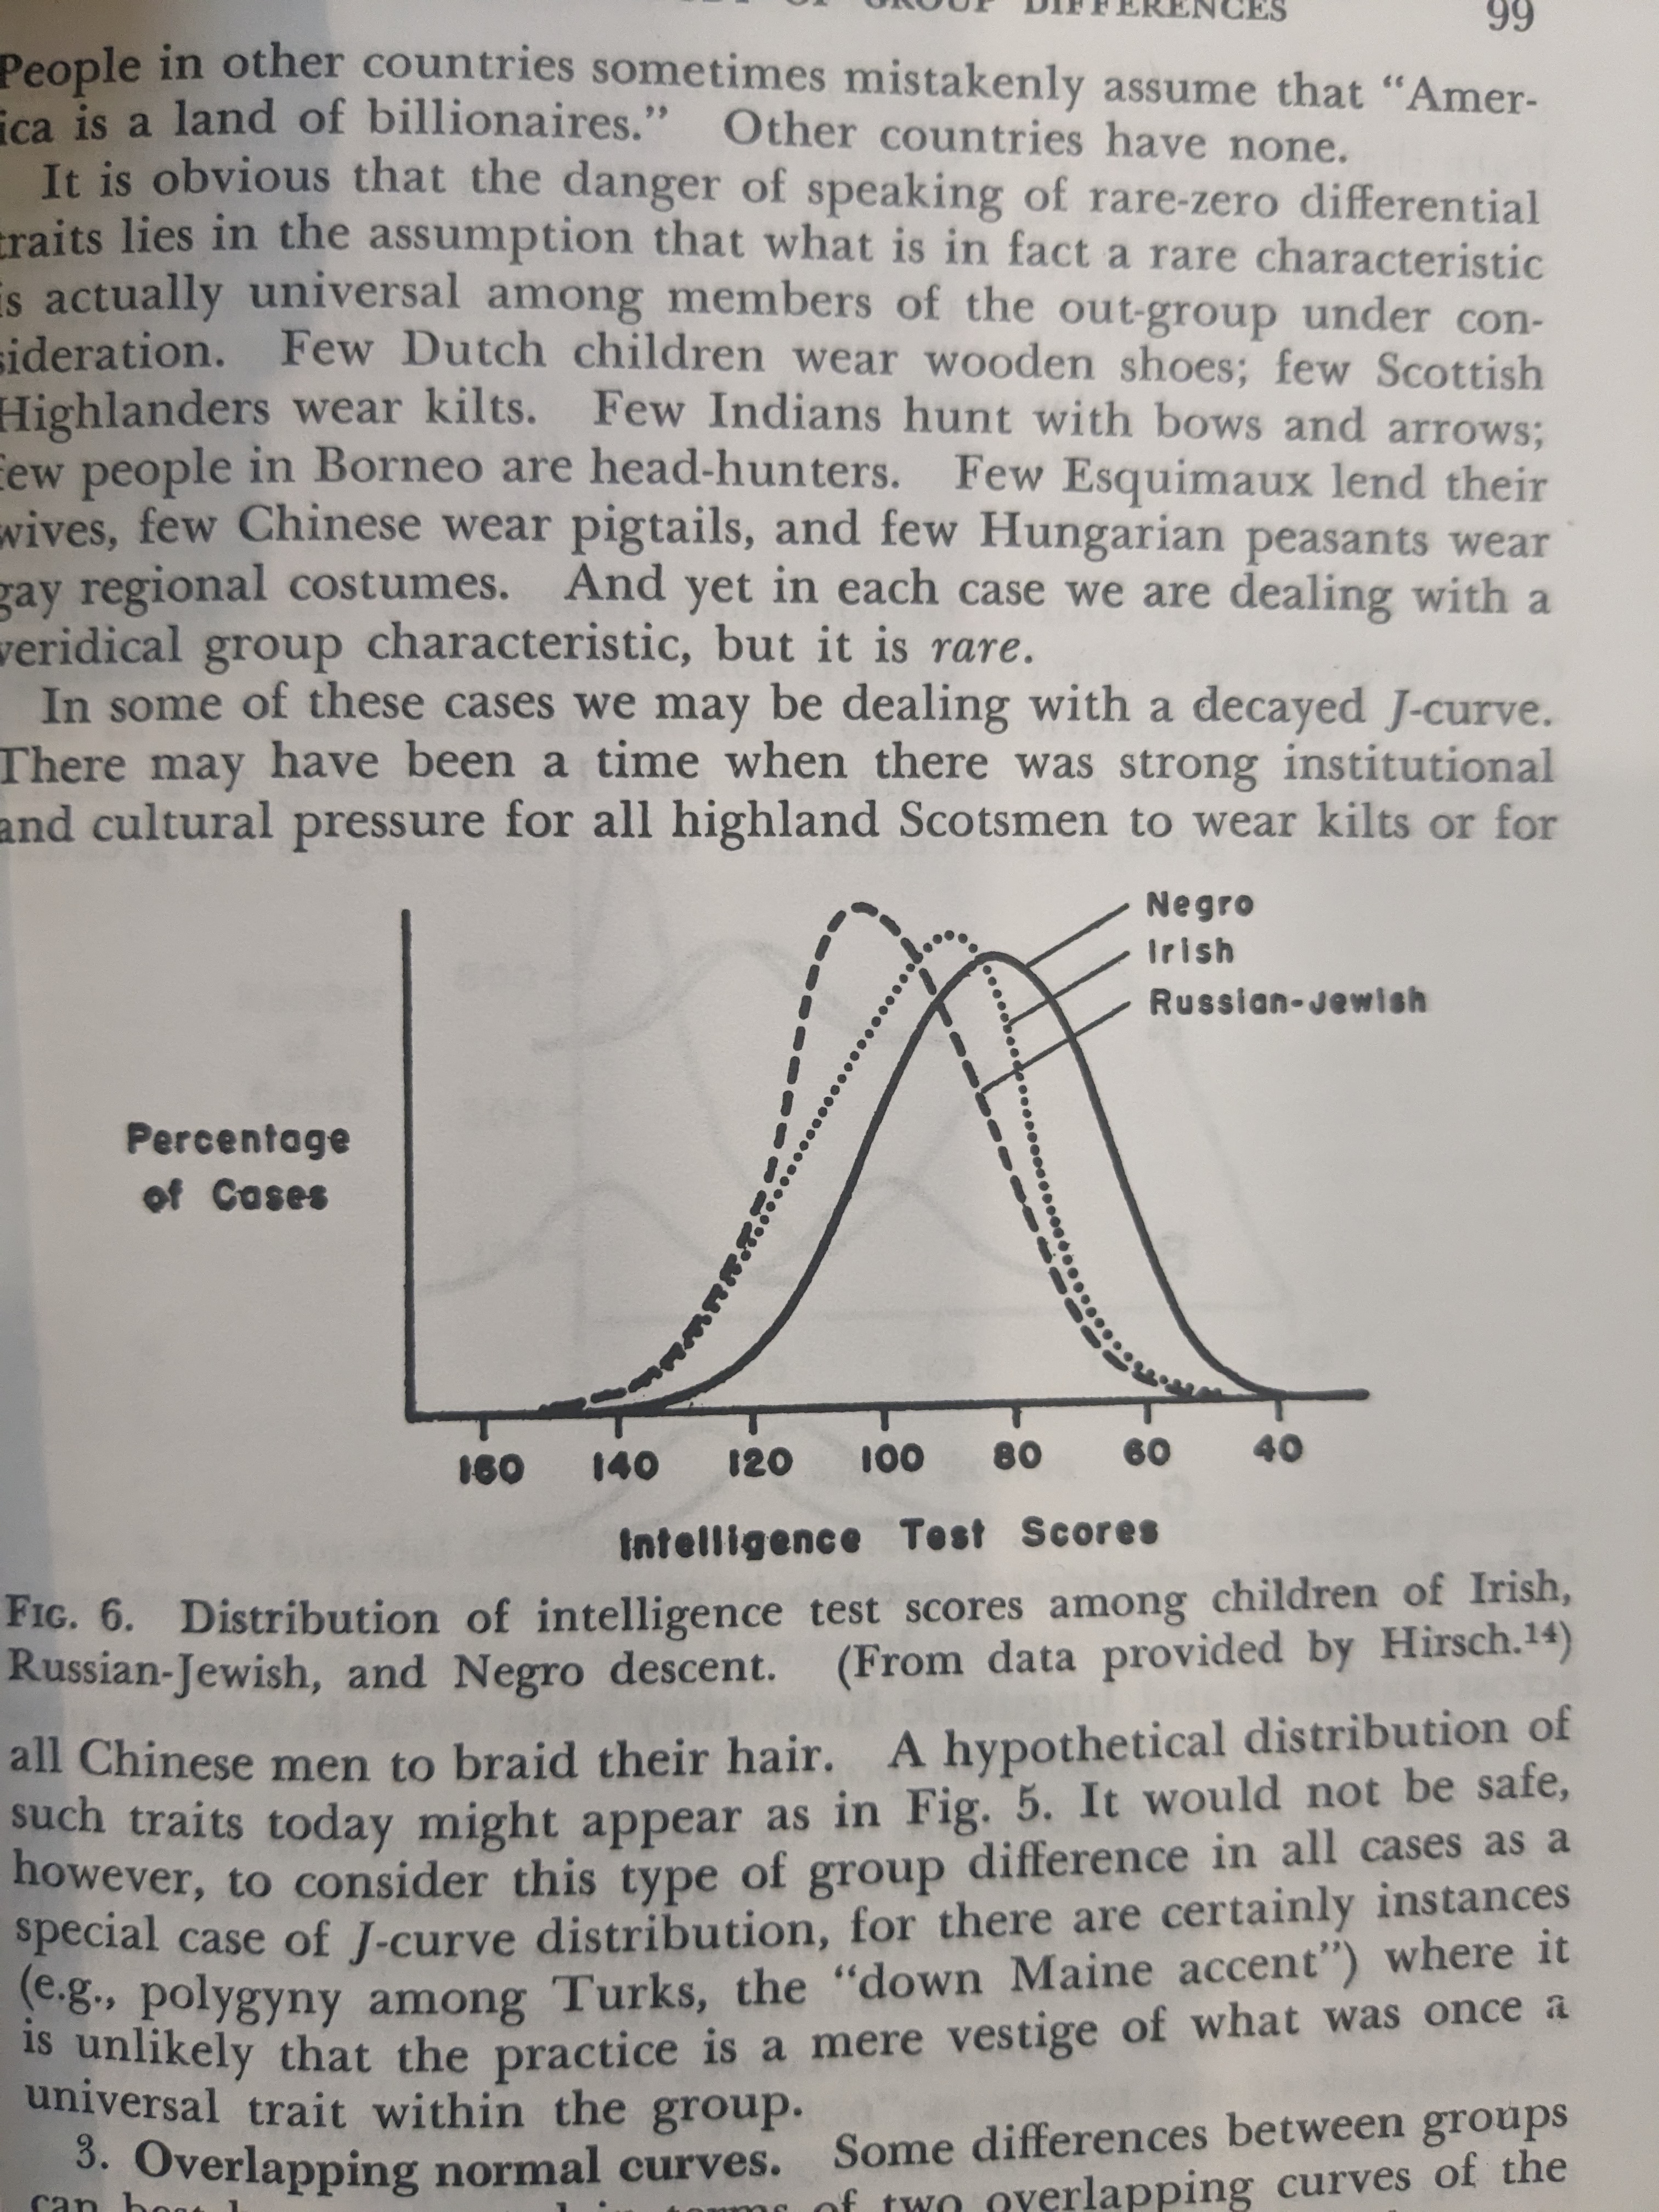 GROUP DIFFERENCES 99
People in other countries sometimes mistakenly assume that “Amer-
ica is a land of billionaires.” Other countries have none.
It is obvious that the danger of speaking of rare-zero differential
traits lies in the assumption that what is in fact a rare characteristic
is actually universal among members of the out-group under con-
sideration. Few Dutch children wear wooden shoes; few Scottish
Highlanders wear kilts. Few Indians hunt with bows and arrows;
few people in Borneo are head-hunters. Few Esquimaux lend their
wives, few Chinese wear pigtails, and few Hungarian peasants wear
gay regional costumes. And yet in each case we are dealing with a
veridical group characteristic, but it is rare.
In some of these cases we may be dealing with a decayed J-curve.
There may have been a time when there was strong institutional
and cultural pressure for all highland Scotsmen to wear kilts or for
Negro
Irish
Russian-Jewish
Percentage
of Cases
160 140 120 100 80 60 40
Intelligence Test Scores
FIG. 6. Distribution of intelligence test scores among children of Irish,
Russian-Jewish, and Negro descent. (From data provided by Hirsch.¹⁴)
all Chinese men to braid their hair. A hypothetical distribution of
such traits today might appear as in Fig. 5. It would not be safe,
however, to consider this type of group difference in all cases as a
special case of J-curve distribution, for there are certainly instances
(e.g., polygyny among Turks, the “down Maine accent”) where it
is unlikely that the practice is a mere vestige of what was once a
universal trait within the group.
3. Overlapping normal curves. Some differences between groups
can of two overlapping curves of the